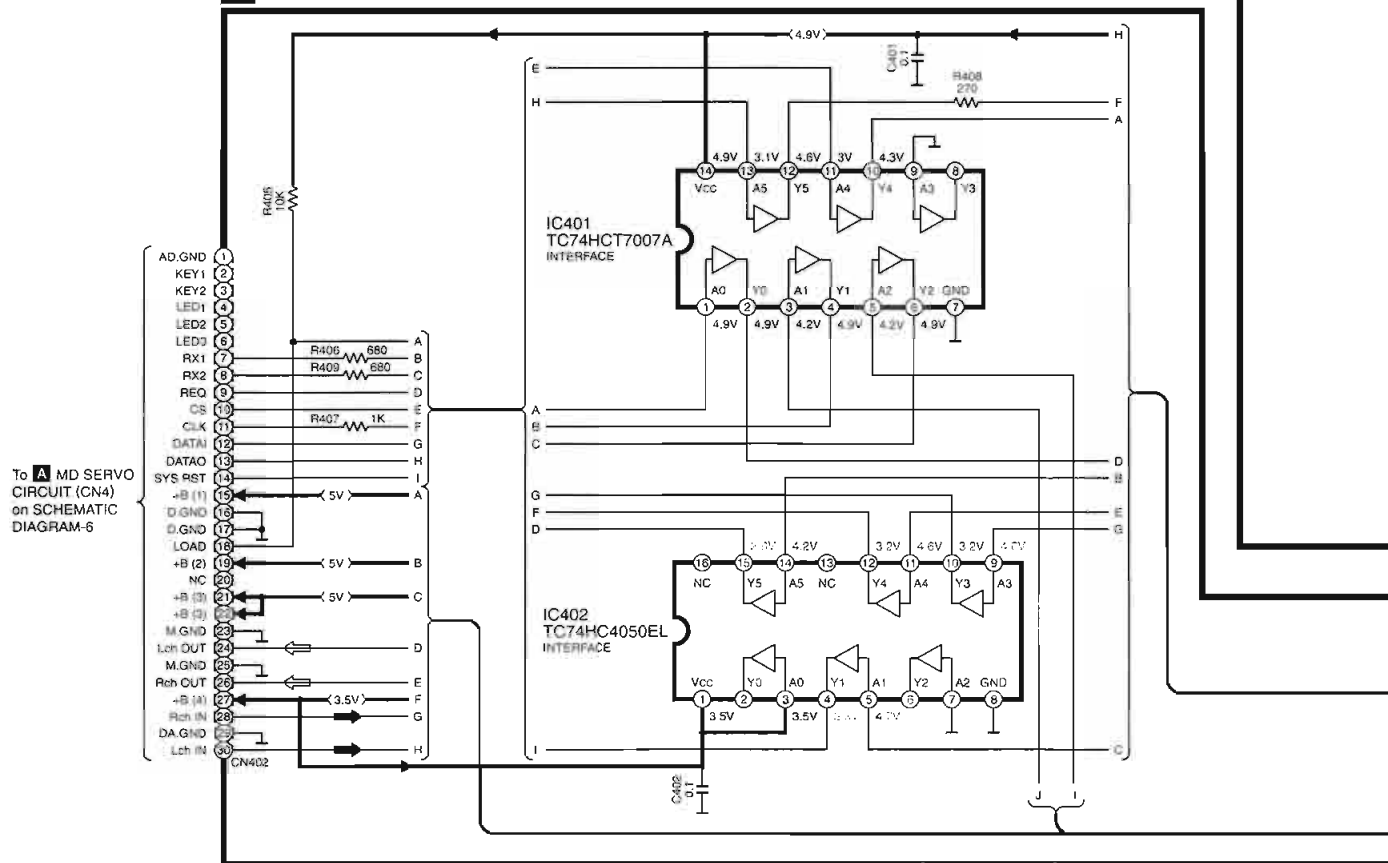 To A MD SERVO
CIRCUIT (CN4)
on SCHEMATIC
DIAGRAM-6
AD.GND 1
KEY1 2
KEY2 3
LED1 4
LED2 5
LED3 6
RX1 7
RX2 8
REQ 9
CS 10
CLK 11
DATAI 12
DATAO 13
SYS RST 14
+B (1) 15
D.GND 16
D.GND 17
LOAD 18
+B (2) 19
NC 20
+B (3) 21
+B (3) 22
M.GND 23
Lch OUT 24
M.GND 25
Rch OUT 26
+B (4) 27
Rch IN 28
DA.GND 29
Lch IN 30
CN402
R405
10K
R406 680
R409 680
R407 1K
A
B
C
D
E
F
G
H
I
5V A
5V B
5V C
D
E
3.5V F
G
H
4.9V H
C401
0.1
R408
270
F
A
E
H
4.9V 3.1V 4.6V 3V 4.3V
14 13 12 11 10 9 8
Vcc A5 Y5 A4 Y4 A3 Y3
IC401
TC74HCT7007A
INTERFACE
A0 Y0 A1 Y1 A2 Y2 GND
1 2 3 4 5 6 7
4.9V 4.9V 4.2V 4.9V 4.2V 4.9V
A
B
C
D
B
G
F
D
E
G
4.2V 3.2V 4.6V 3.2V
16 15 14 13 12 11 10 9
NC Y5 A5 NC Y4 A4 Y3 A3
IC402
TC74HC4050EL
INTERFACE
Vcc Y0 A0 Y1 A1 Y2 A2 GND
1 2 3 4 5 6 7 8
3.5V 3.5V
I
C
C402
0.1
J I